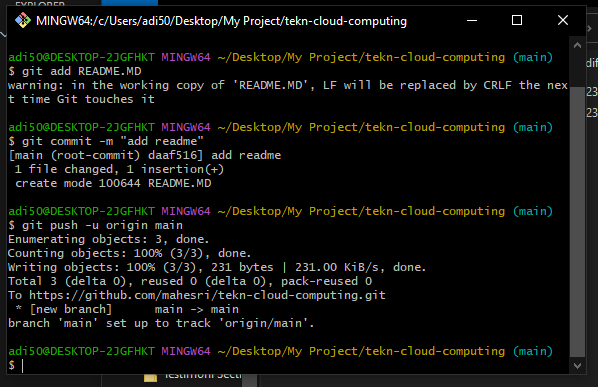 EXPLORER
MINGW64:/c/Users/adi50/Desktop/My Project/tekn-cloud-computing
adi50@DESKTOP-2JGFHKT MINGW64 ~/Desktop/My Project/tekn-cloud-computing (main)
$ git add README.MD
warning: in the working copy of 'README.MD', LF will be replaced by CRLF the nex
t time Git touches it
adi50@DESKTOP-2JGFHKT MINGW64 ~/Desktop/My Project/tekn-cloud-computing (main)
$ git commit -m "add readme"
[main (root-commit) daaf516] add readme
1 file changed, 1 insertion(+)
create mode 100644 README.MD
adi50@DESKTOP-2JGFHKT MINGW64 ~/Desktop/My Project/tekn-cloud-computing (main)
$ git push -u origin main
Enumerating objects: 3, done.
Counting objects: 100% (3/3), done.
Writing objects: 100% (3/3), 231 bytes | 231.00 KiB/s, done.
Total 3 (delta 0), reused 0 (delta 0), pack-reused 0
To https://github.com/mahesri/tekn-cloud-computing.git
* [new branch] main -> main
branch 'main' set up to track 'origin/main'.
adi50@DESKTOP-2JGFHKT MINGW64 ~/Desktop/My Project/tekn-cloud-computing (main)
$